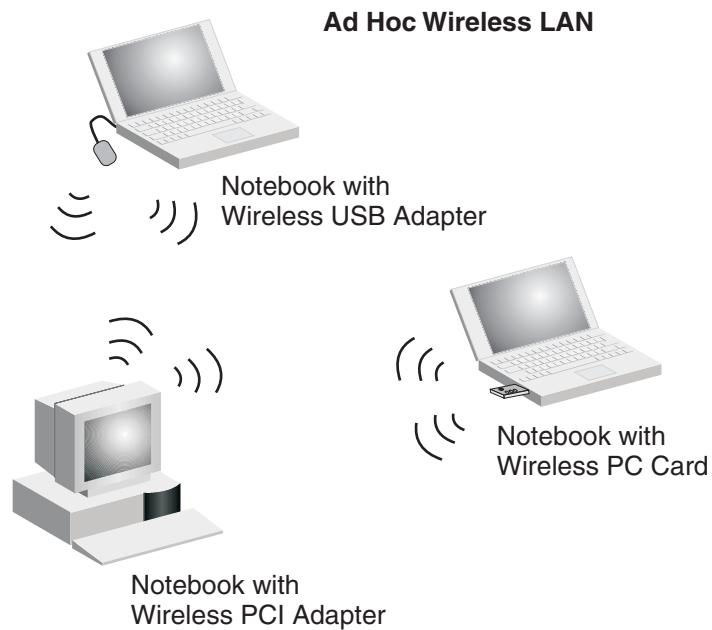 Ad Hoc Wireless LAN
Notebook with
Wireless USB Adapter
Notebook with
Wireless PC Card
Notebook with
Wireless PCI Adapter